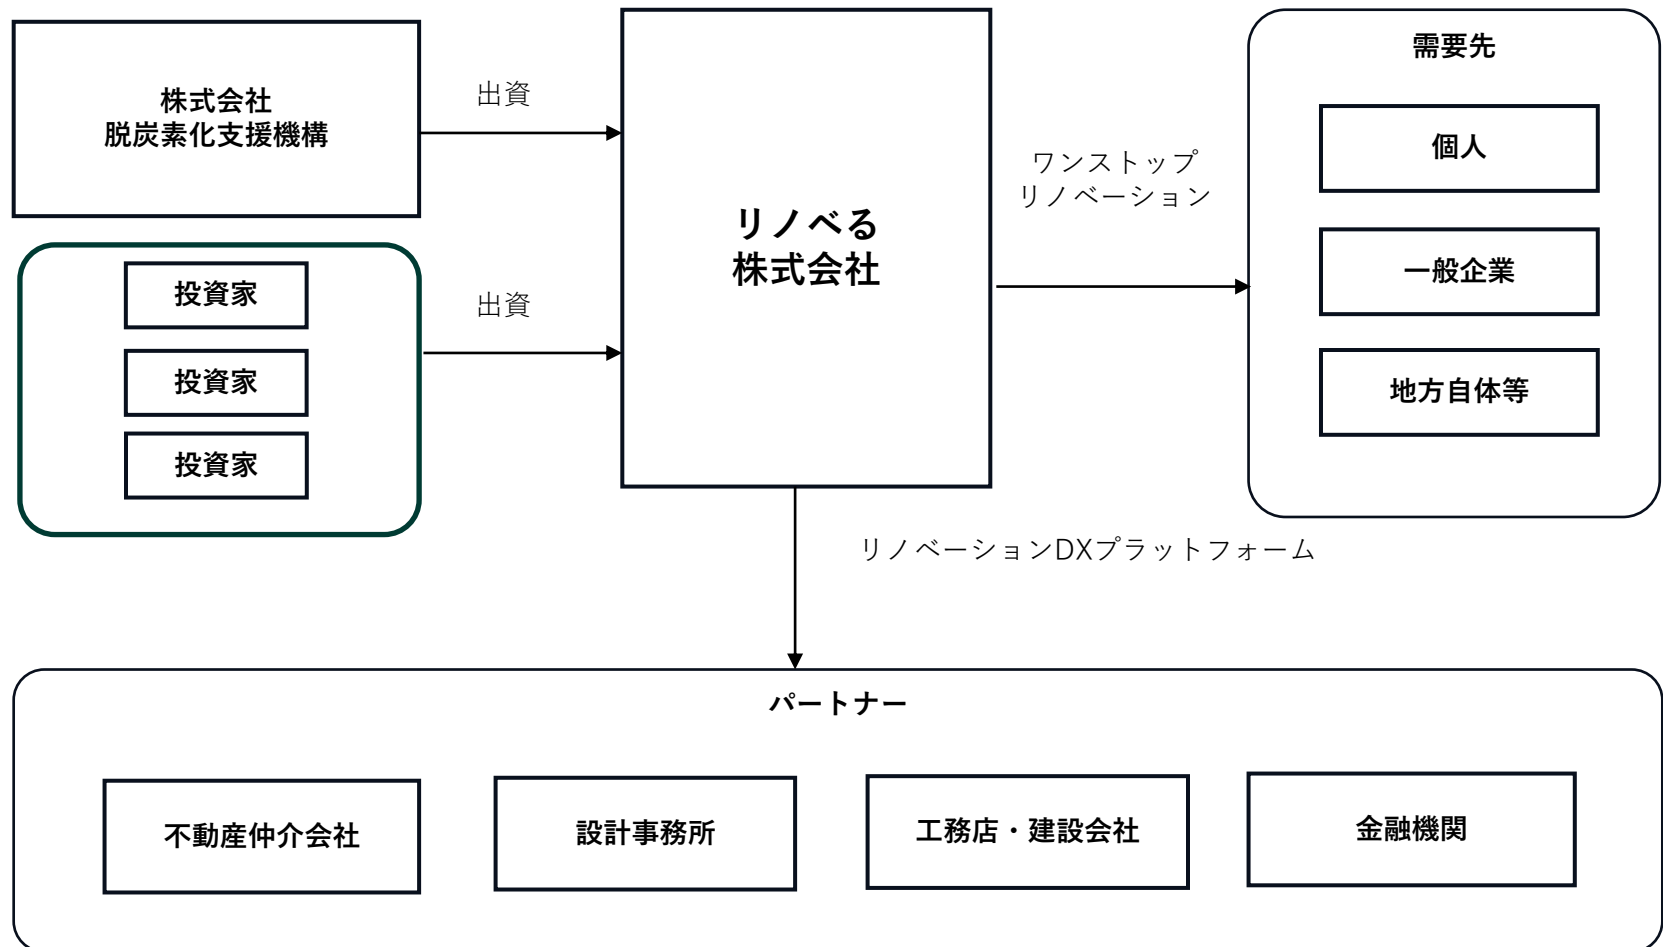 株式会社
脱炭素化支援機構
出資
投資家
投資家
投資家
出資
リノベる
株式会社
ワンストップ
リノベーション
需要先
個人
一般企業
地方自体等
リノベーションDXプラットフォーム
パートナー
不動産仲介会社
設計事務所
工務店・建設会社
金融機関